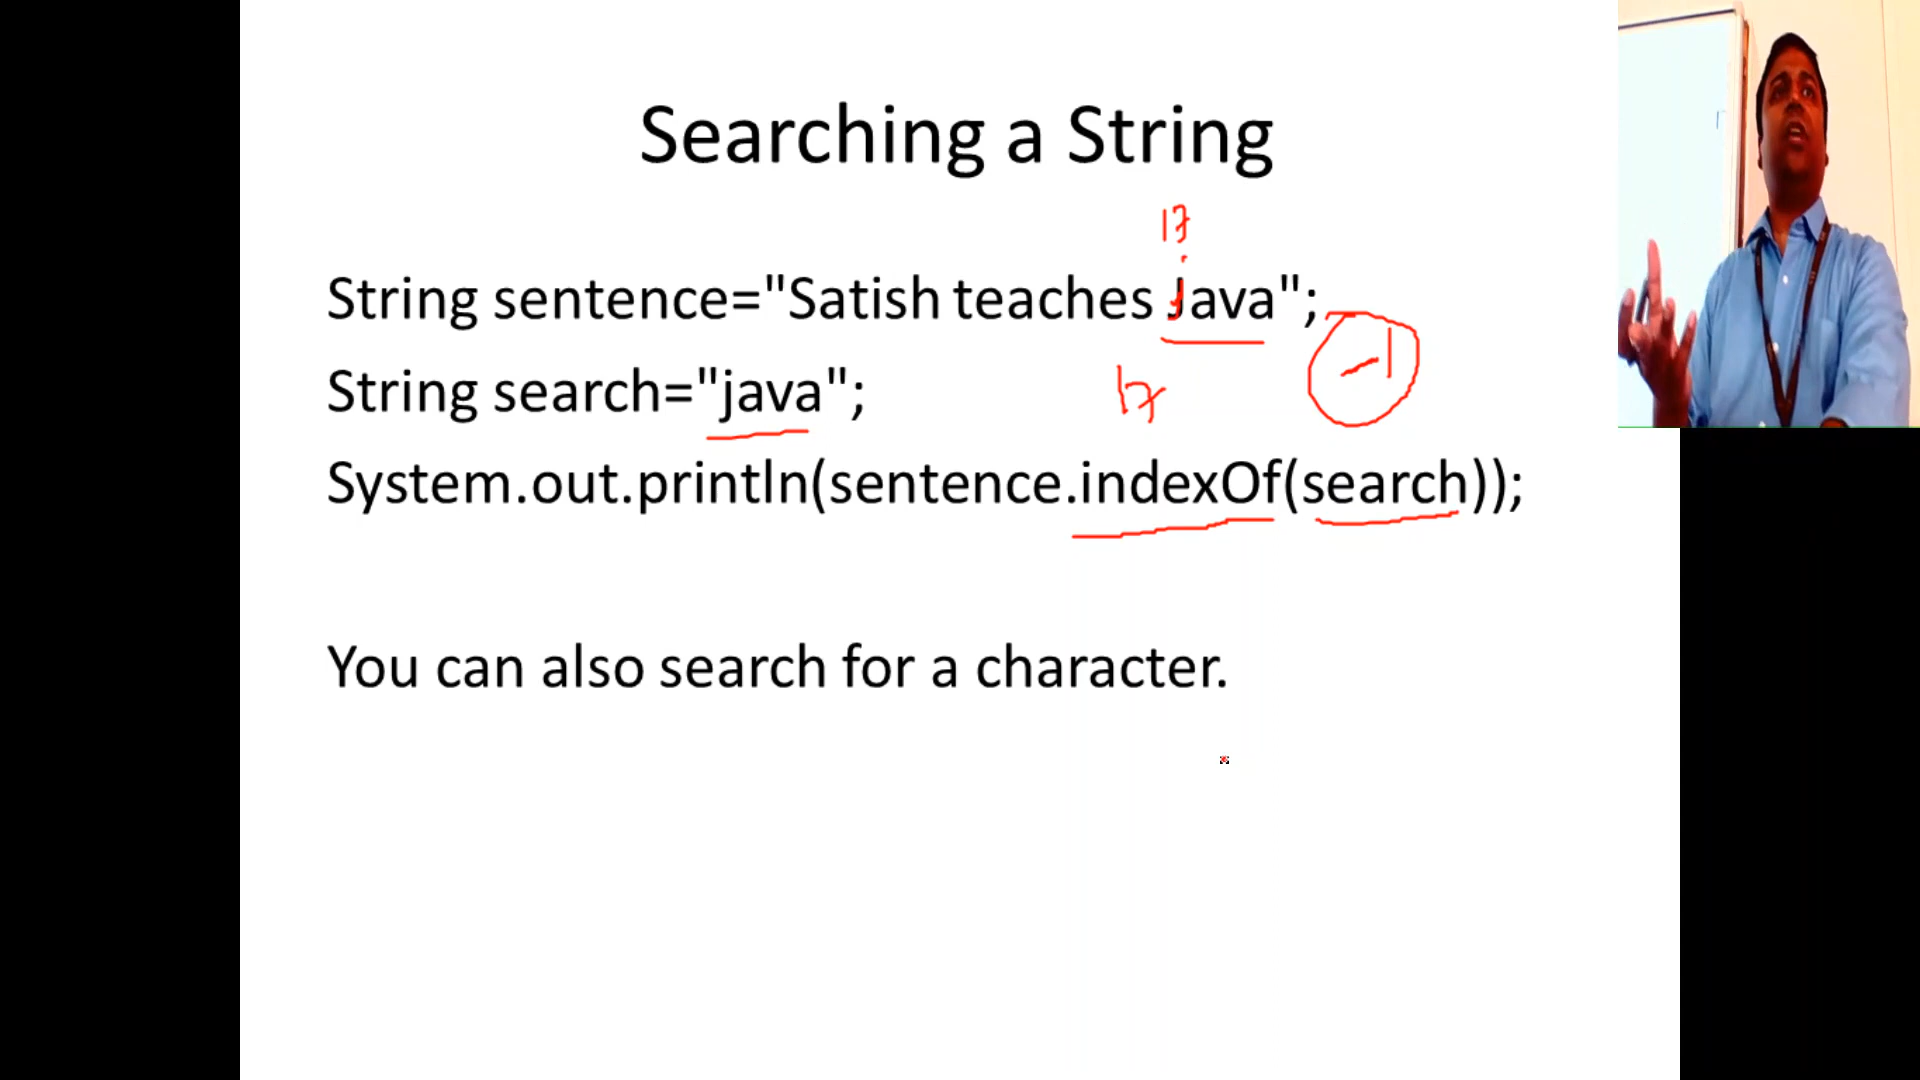 Searching a String
17
String sentence="Satish teaches java";
-1
String search="java";
17
System.out.println(sentence.indexOf(search));
You can also search for a character.